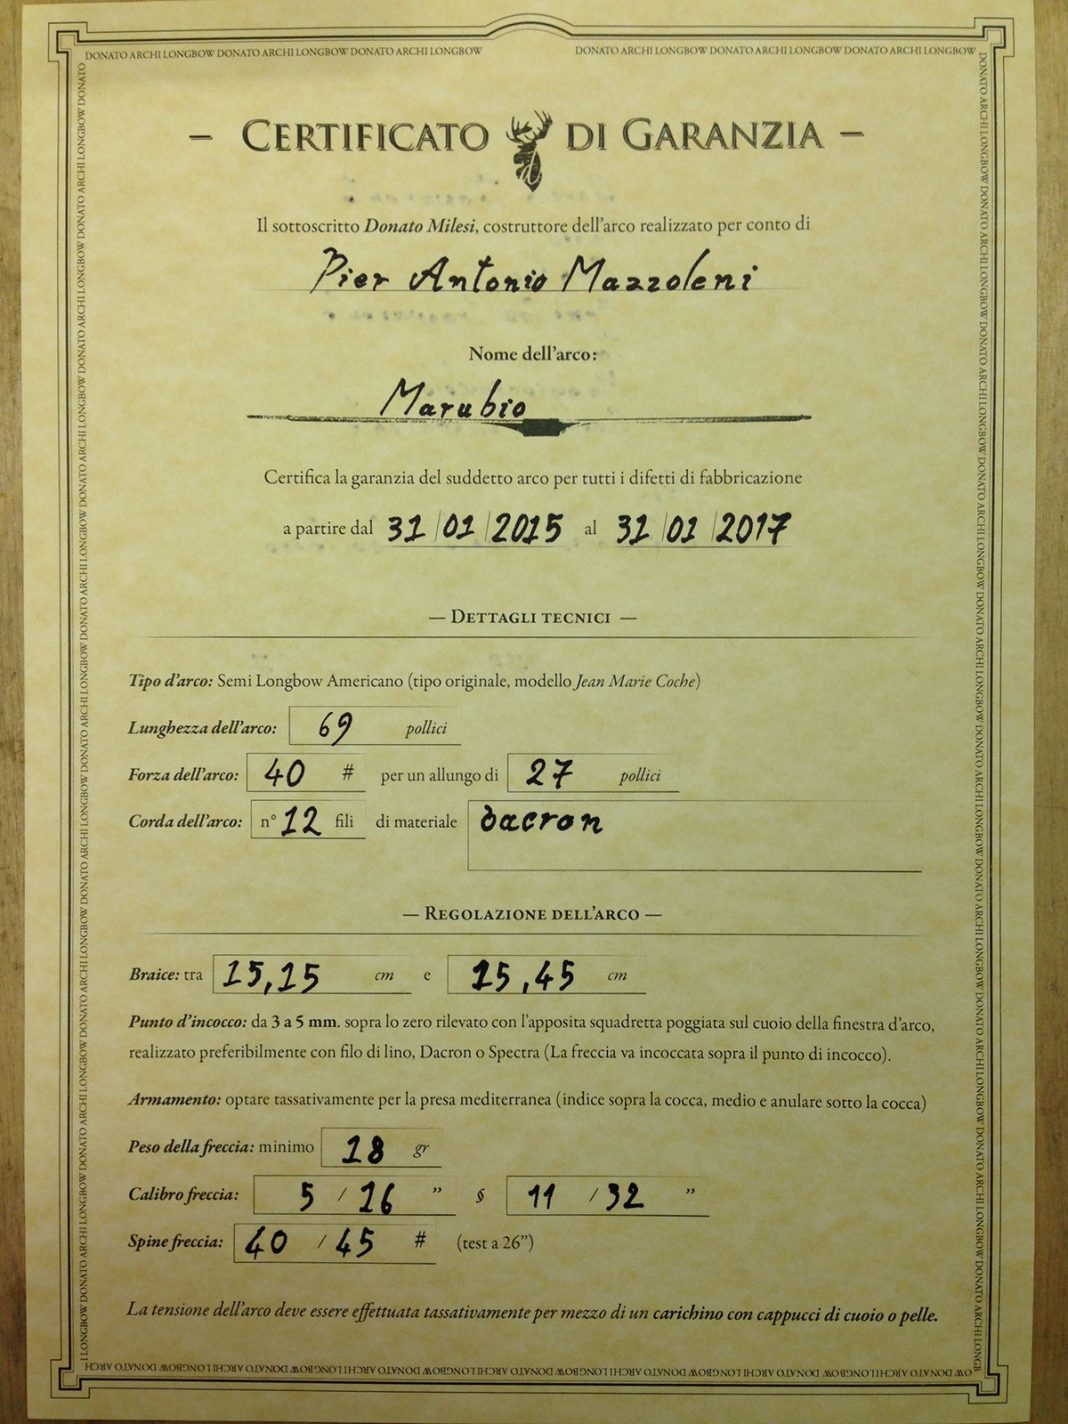 DONATO ARCHI LONGBOW DONATO ARCHI LONGBOW DONATO ARCHI LONGBOW DONATO ARCHI LONGBOW DONATO ARCHI LONGBOW DONATO ARCHI LONGBOW
CERTIFICATO DI GARANZIA
Il sottoscritto Donato Milesi, costruttore dell'arco realizzato per conto di
Pier Antonio Mazzoleni
Nome dell'arco:
Marubio
Certifica la garanzia del suddetto arco per tutti i difetti di fabbricazione
a partire dal 31/01/2015 al 31/01/2017
— DETTAGLI TECNICI —
Tipo d'arco: Semi Longbow Americano (tipo originale, modello Jean Marie Coche)
Lunghezza dell'arco: 69 pollici
Forza dell'arco: 40 # per un allungo di 27 pollici
Corda dell'arco: n° 12 fili di materiale dacron
— REGOLAZIONE DELL'ARCO —
Braice: tra 15,15 cm e 15,45 cm
Punto d'incocco: da 3 a 5 mm. sopra lo zero rilevato con l'apposita squadretta poggiata sul cuoio della finestra d'arco,
realizzato preferibilmente con filo di lino, Dacron o Spectra (La freccia va incoccata sopra il punto di incocco).
Armamento: optare tassativamente per la presa mediterranea (indice sopra la cocca, medio e anulare sotto la cocca)
Peso della freccia: minimo 18 gr
Calibro freccia: 5 / 16 " § 11 / 32 "
Spine freccia: 40 / 45 # (test a 26")
La tensione dell'arco deve essere effettuata tassativamente per mezzo di un carichino con cappucci di cuoio o pelle.